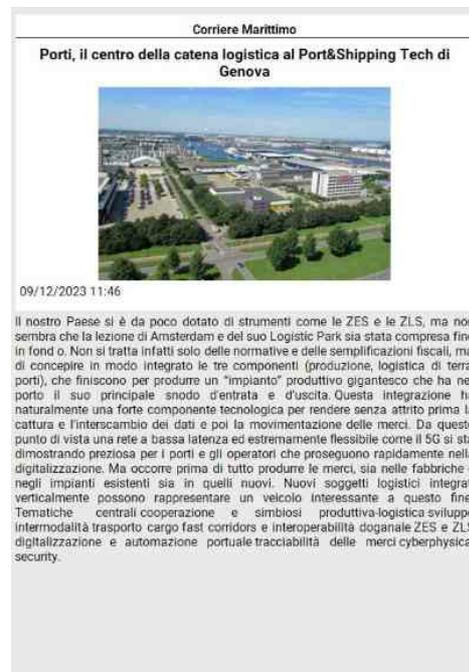 Corriere Marittimo
Porti, il centro della catena logistica al Port&Shipping Tech di
Genova
09/12/2023 11:46
Il nostro Paese si è da poco dotato di strumenti come le ZES e le ZLS, ma non
sembra che la lezione di Amsterdam e del suo Logistic Park sia stata compresa fino
in fond o. Non si tratta infatti solo delle normative e delle semplificazioni fiscali, ma
di concepire in modo integrato le tre componenti (produzione, logistica di terra,
porti), che finiscono per produrre un "impianto" produttivo gigantesco che ha nel
porto il suo principale snodo d'entrata e d'uscita. Questa integrazione ha
naturalmente una forte componente tecnologica per rendere senza attrito prima la
cattura e l'interscambio dei dati e poi la movimentazione delle merci. Da questo
punto di vista una rete a bassa latenza ed estremamente flessibile come il 5G si sta
dimostrando preziosa per i porti e gli operatori che proseguono rapidamente nella
digitalizzazione. Ma occorre prima di tutto produrre le merci, sia nelle fabbriche e
negli impianti esistenti sia in quelli nuovi. Nuovi soggetti logistici integrati
verticalmente possono rappresentare un veicolo interessante a questo fine.
Tematiche centrali cooperazione e simbiosi produttiva-logistica sviluppo
intermodalità trasporto cargo fast corridors e interoperabilità doganale ZES e ZLS
digitalizzazione e automazione portuale tracciabilità delle merci cyberphysical
security.